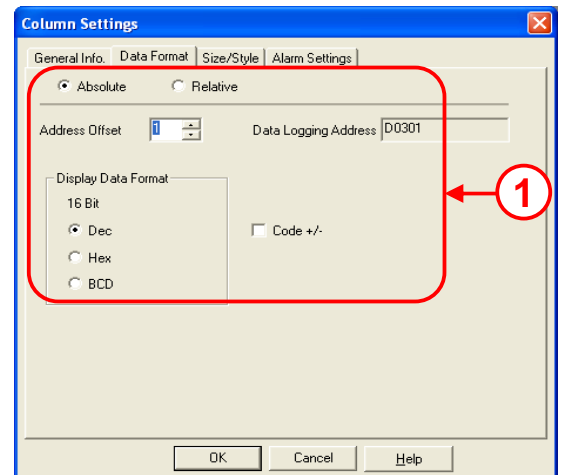 Column Settings
General Info. Data Format Size/Style Alarm Settings
Absolute Relative
Address Offset 1 Data Logging Address D0301
Display Data Format
16 Bit
Dec Code +/-
Hex
BCD
1
OK Cancel Help